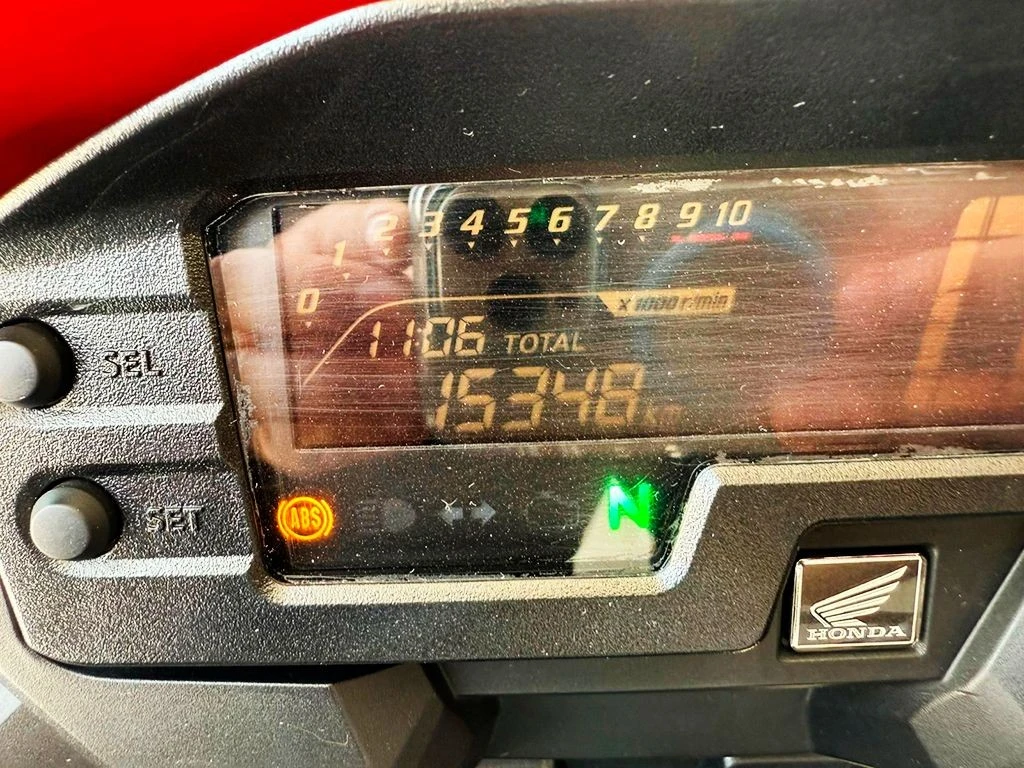 0 1 2 3 4 5 6 7 8 9 10
x 1000 r/min
11:06 TOTAL
15348 km
SEL
SET
ABS
N
HONDA